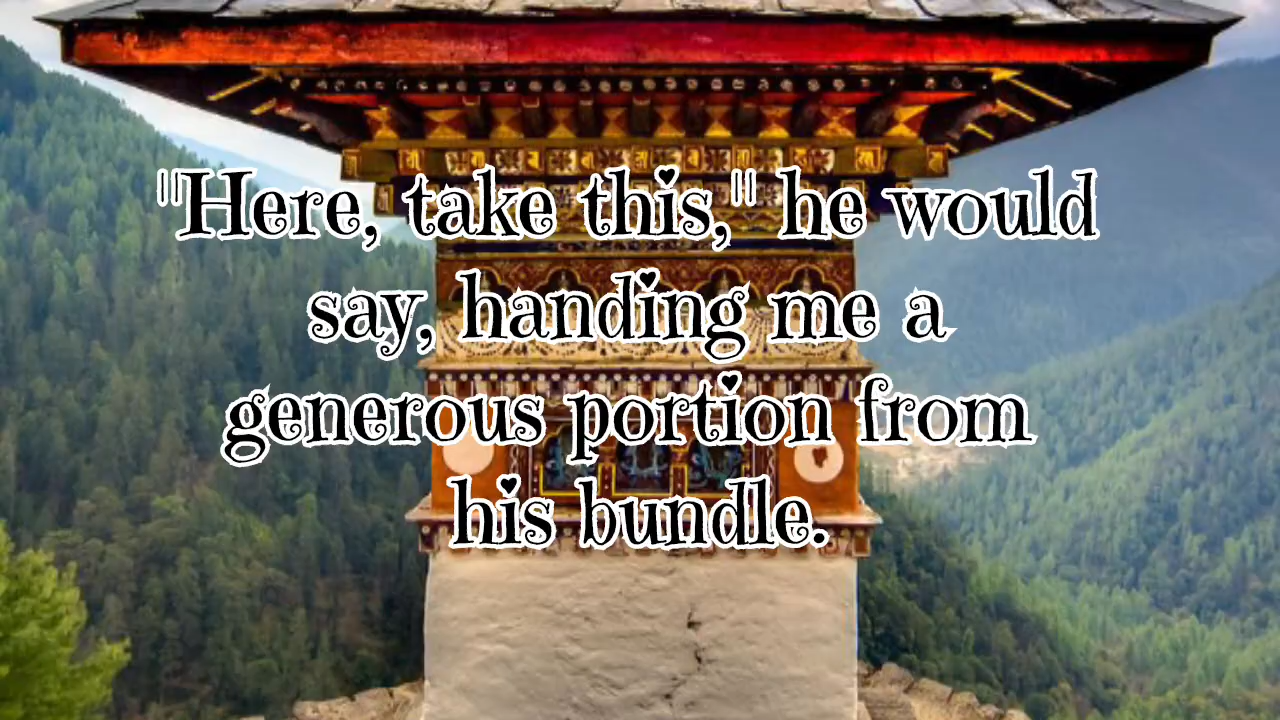 "Here, take this," he would
say, handing me a
generous portion from
his bundle.